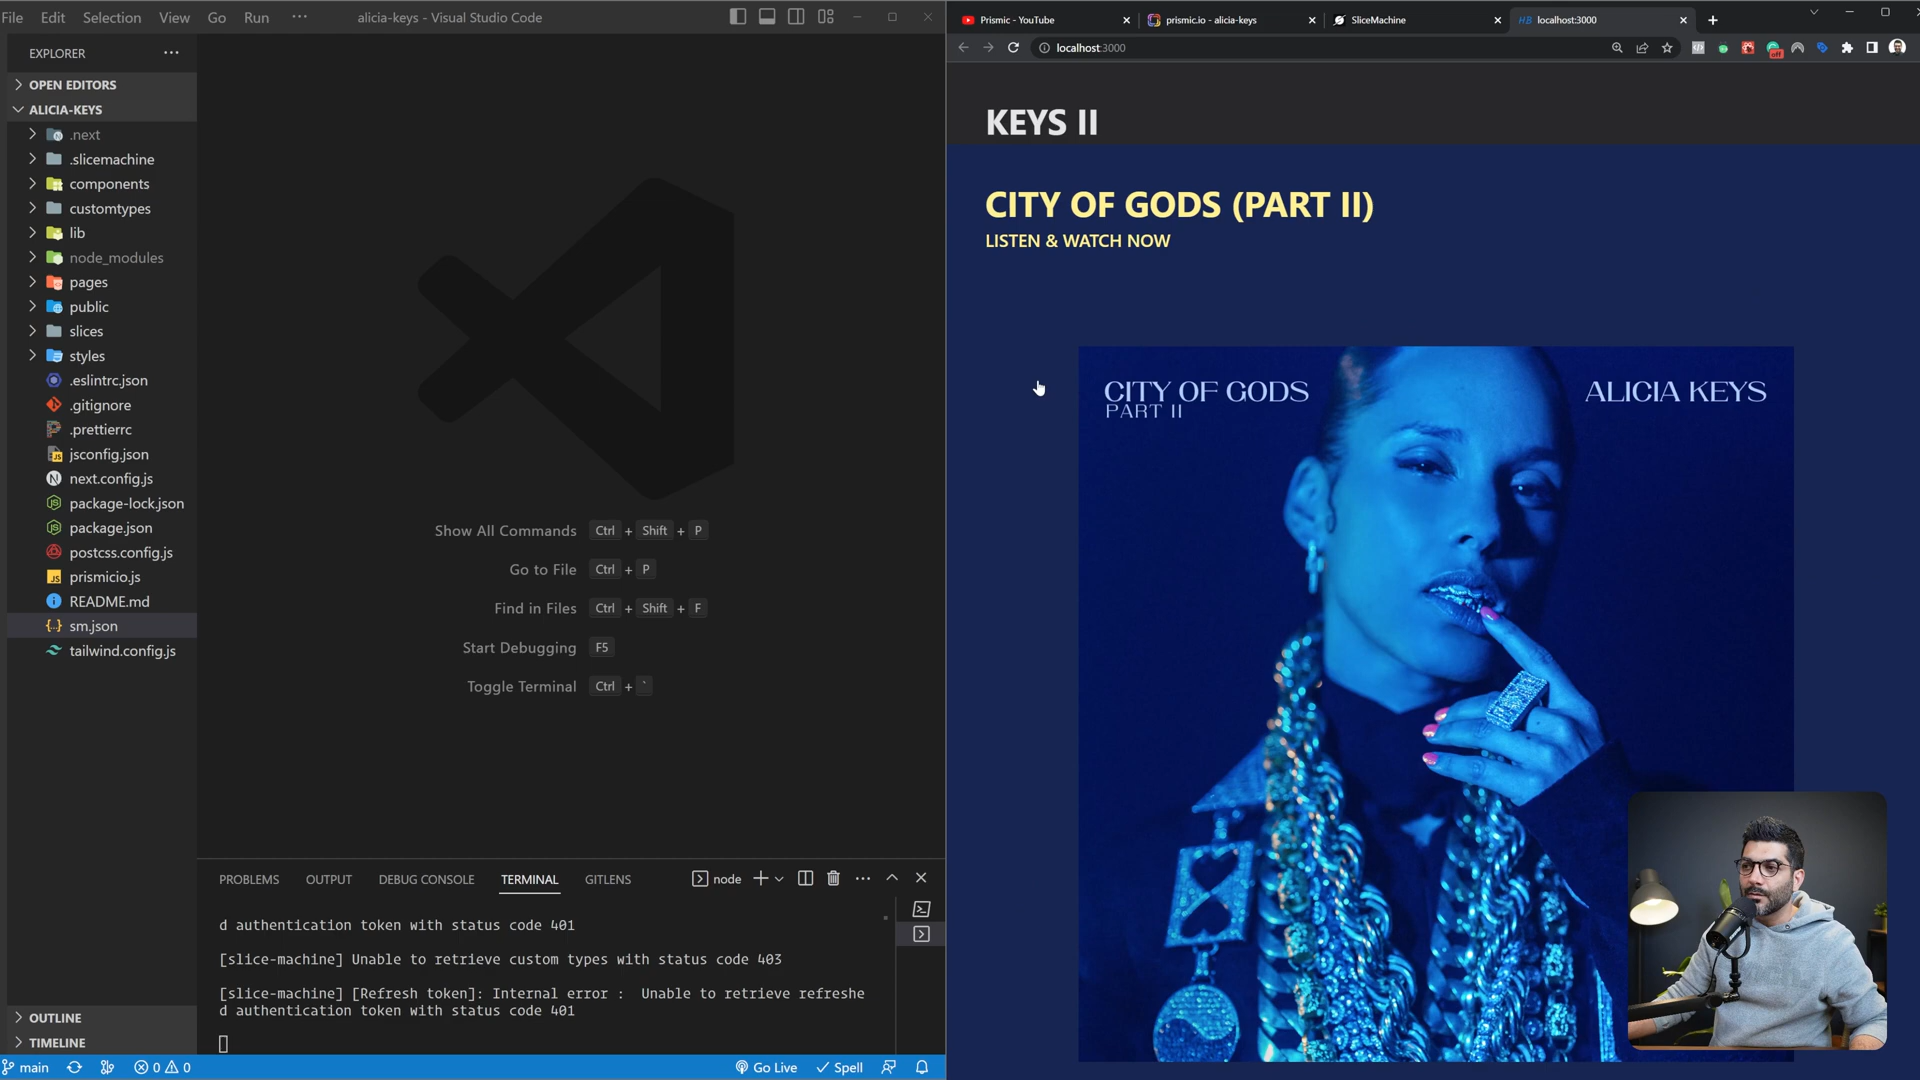 File Edit Selection View Go Run ··· alicia-keys - Visual Studio Code
EXPLORER ···
OPEN EDITORS
ALICIA-KEYS
.next
.slicemachine
components
customtypes
lib
node_modules
pages
public
slices
styles
.eslintrc.json
.gitignore
.prettierrc
jsconfig.json
next.config.js
package-lock.json
package.json
postcss.config.js
prismicio.js
README.md
sm.json
tailwind.config.js
OUTLINE
TIMELINE
Show All Commands Ctrl + Shift + P
Go to File Ctrl + P
Find in Files Ctrl + Shift + F
Start Debugging F5
Toggle Terminal Ctrl + `
PROBLEMS OUTPUT DEBUG CONSOLE TERMINAL GITLENS node
d authentication token with status code 401
[slice-machine] Unable to retrieve custom types with status code 403
[slice-machine] [Refresh token]: Internal error :  Unable to retrieve refreshe
d authentication token with status code 401
main 0 0 Go Live Spell
Prismic - YouTube prismic.io - alicia-keys SliceMachine HB localhost:3000
localhost:3000 off
KEYS II
CITY OF GODS (PART II)
LISTEN & WATCH NOW
CITY OF GODS ALICIA KEYS
PART II